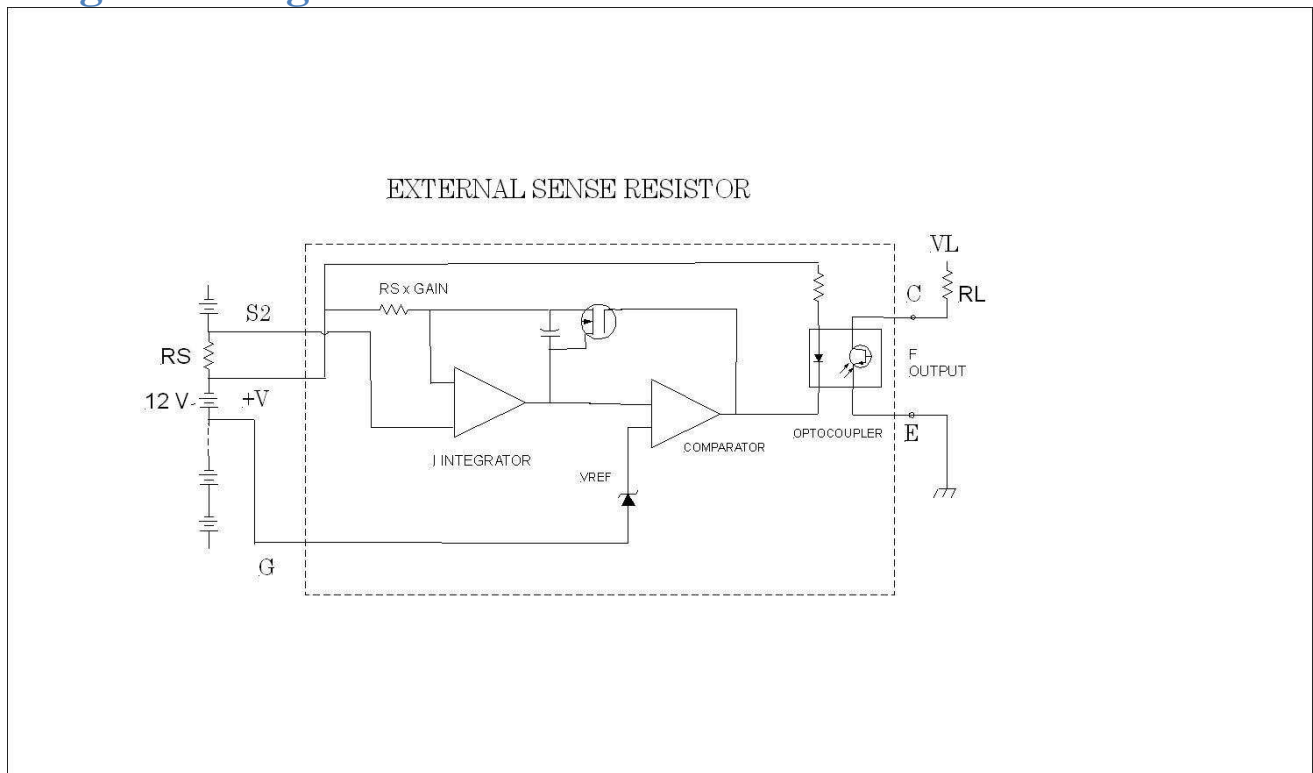 EXTERNAL SENSE RESISTOR
VL
RL
C
RS x GAIN
S2
RS
F
OUTPUT
12 V
+V
E
OPTOCOUPLER
COMPARATOR
INTEGRATOR
VREF
G